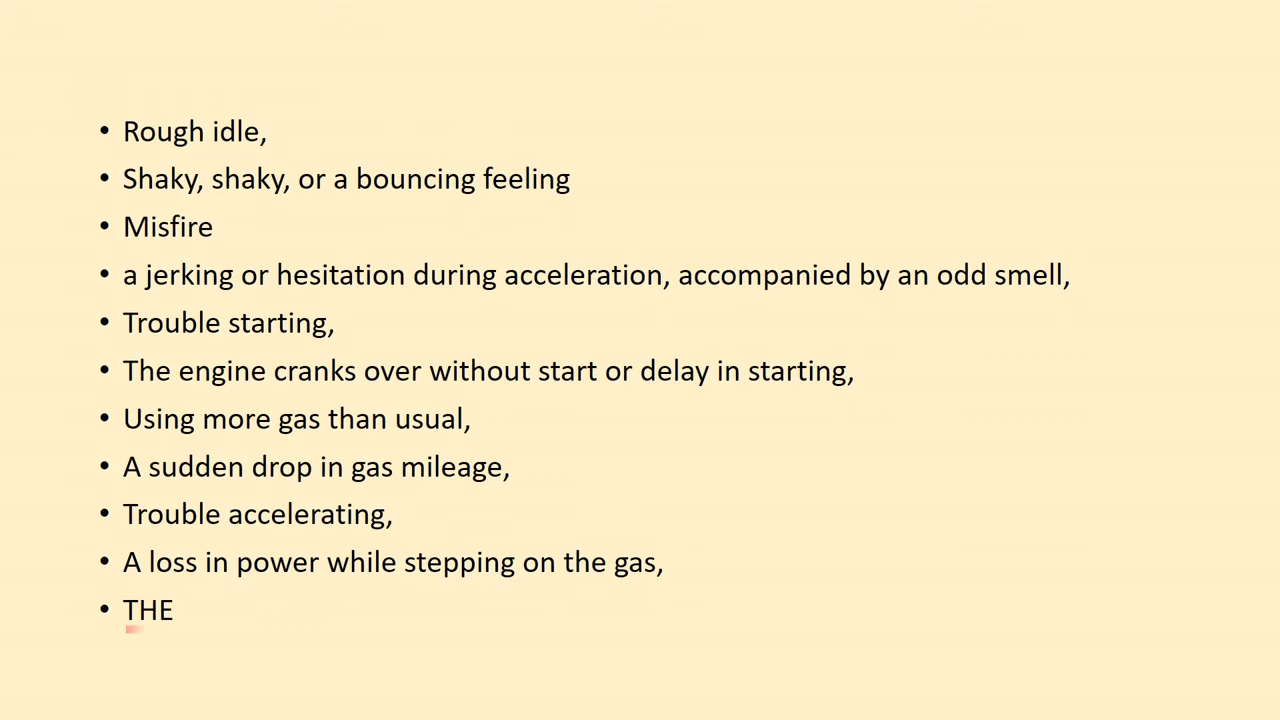 • Rough idle,
• Shaky, shaky, or a bouncing feeling
• Misfire
• a jerking or hesitation during acceleration, accompanied by an odd smell,
• Trouble starting,
• The engine cranks over without start or delay in starting,
• Using more gas than usual,
• A sudden drop in gas mileage,
• Trouble accelerating,
• A loss in power while stepping on the gas,
• THE